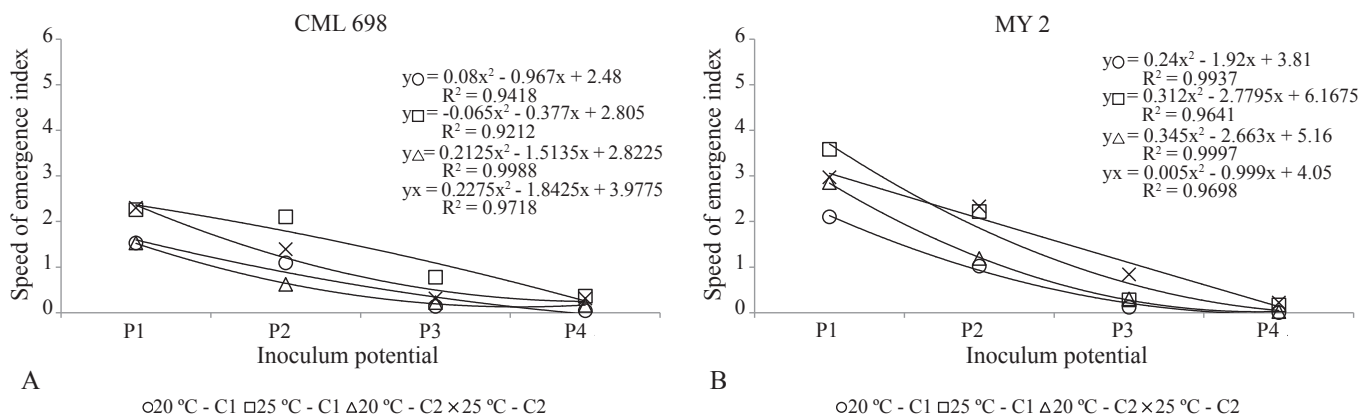 CML 698
6
5
4
3
2
1
0
Speed of emergence index
y○= 0.08x² - 0.967x + 2.48
R² = 0.9418
y□= -0.065x² - 0.377x + 2.805
R² = 0.9212
y△= 0.2125x² - 1.5135x + 2.8225
R² = 0.9988
yx = 0.2275x² - 1.8425x + 3.9775
R² = 0.9718
P1 P2 P3 P4
Inoculum potential
A
○20 ºC - C1 □25 ºC - C1 △20 ºC - C2 ×25 ºC - C2
MY 2
6
5
4
3
2
1
0
Speed of emergence index
y○= 0.24x² - 1.92x + 3.81
R² = 0.9937
y□= 0.312x² - 2.7795x + 6.1675
R² = 0.9641
y△= 0.345x² - 2.663x + 5.16
R² = 0.9997
yx = 0.005x² - 0.999x + 4.05
R² = 0.9698
P1 P2 P3 P4
Inoculum potential
B
○20 ºC - C1 □25 ºC - C1 △20 ºC - C2 ×25 ºC - C2